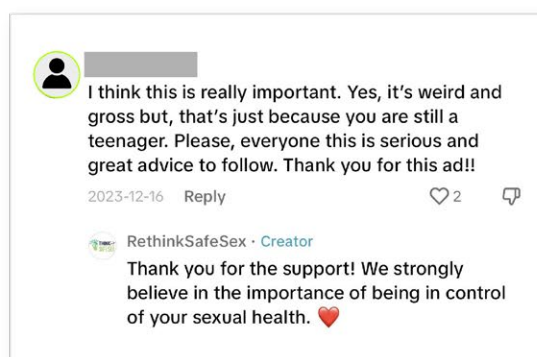 I think this is really important. Yes, it's weird and
gross but, that's just because you are still a
teenager. Please, everyone this is serious and
great advice to follow. Thank you for this ad!!
2023-12-16 Reply 2
RethinkSafeSex · Creator
Thank you for the support! We strongly
believe in the importance of being in control
of your sexual health. ❤️